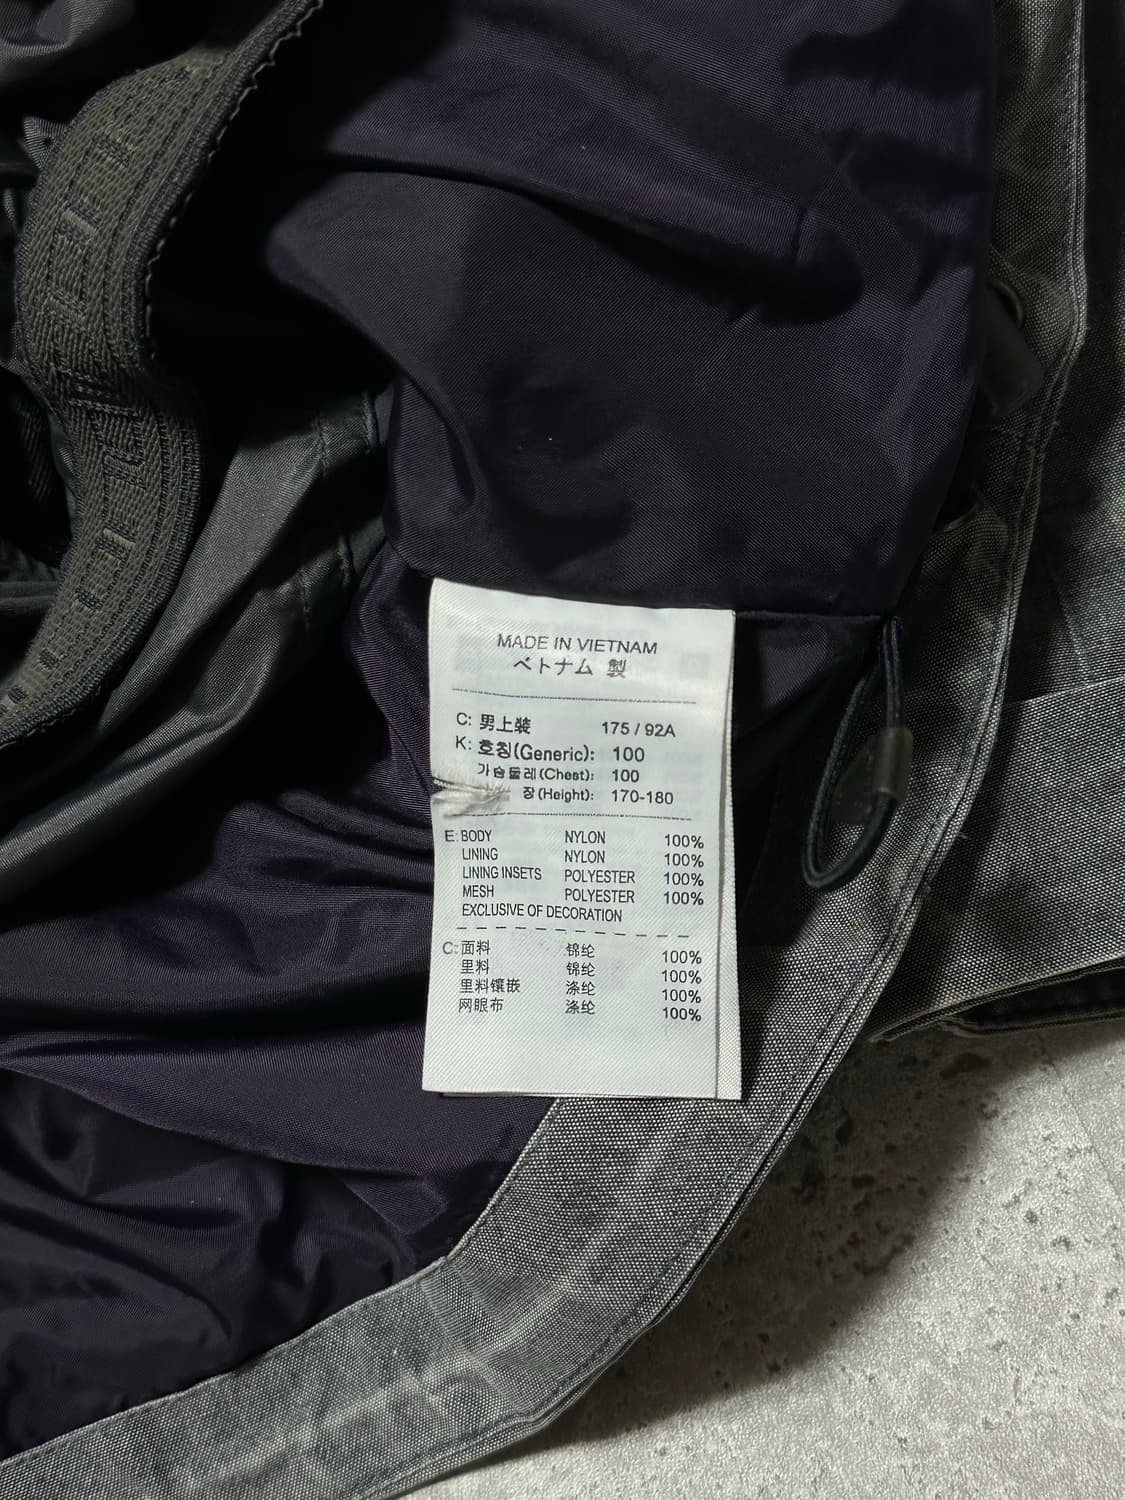 MADE IN VIETNAM
ベトナム 製
C: 男上装 175 / 92A
K: 호칭(Generic): 100
가슴둘레(Chest): 100
장(Height): 170-180
E: BODY NYLON 100%
LINING NYLON 100%
LINING INSETS POLYESTER 100%
MESH POLYESTER 100%
EXCLUSIVE OF DECORATION
C: 面料 锦纶 100%
里料 锦纶 100%
里料镶嵌 涤纶 100%
网眼布 涤纶 100%